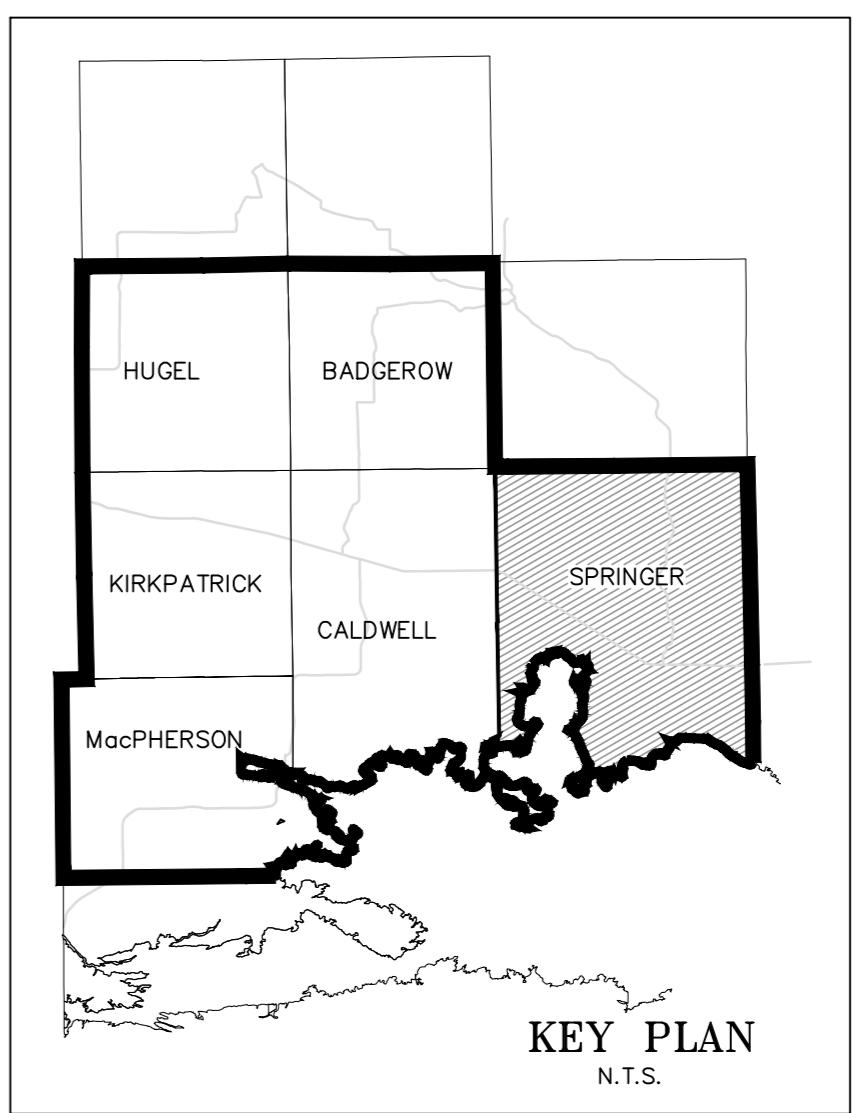 HUGEL
BADGEROW
KIRKPATRICK
SPRINGER
CALDWELL
MacPHERSON
KEY PLAN
N.T.S.